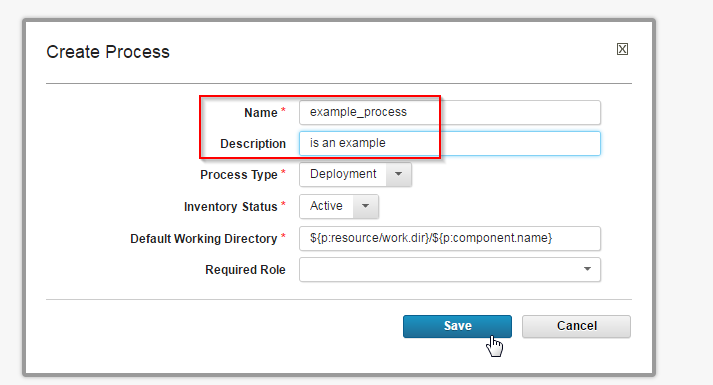 Create Process
Name * example_process
Description is an example
Process Type * Deployment
Inventory Status * Active
Default Working Directory * ${p:resource/work.dir}/${p:component.name}
Required Role
Save Cancel